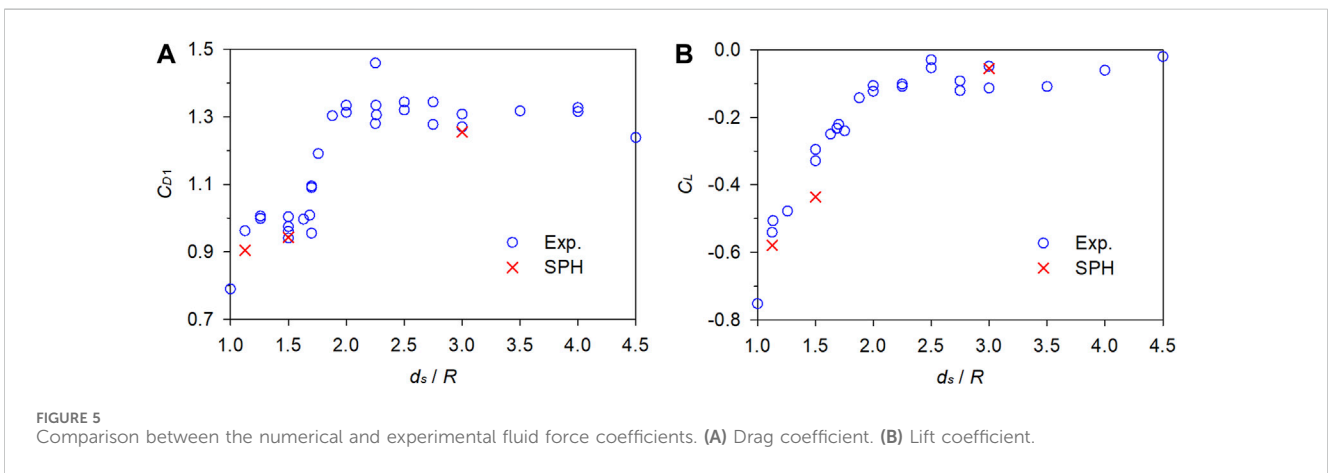 A
1.5
1.3
1.1
0.9
0.7
C_D1
Exp.
SPH
1.0 1.5 2.0 2.5 3.0 3.5 4.0 4.5
d_s / R
B
0.0
-0.2
-0.4
-0.6
-0.8
C_L
Exp.
SPH
1.0 1.5 2.0 2.5 3.0 3.5 4.0 4.5
d_s / R
FIGURE 5
Comparison between the numerical and experimental fluid force coefficients. (A) Drag coefficient. (B) Lift coefficient.